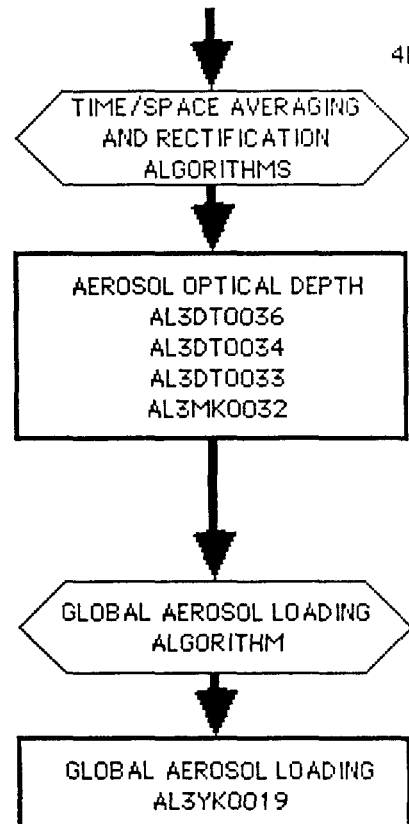 4
TIME/SPACE AVERAGING
AND RECTIFICATION
ALGORITHMS
AEROSOL OPTICAL DEPTH
AL3DT0036
AL3DT0034
AL3DT0033
AL3MK0032
GLOBAL AEROSOL LOADING
ALGORITHM
GLOBAL AEROSOL LOADING
AL3YK0019